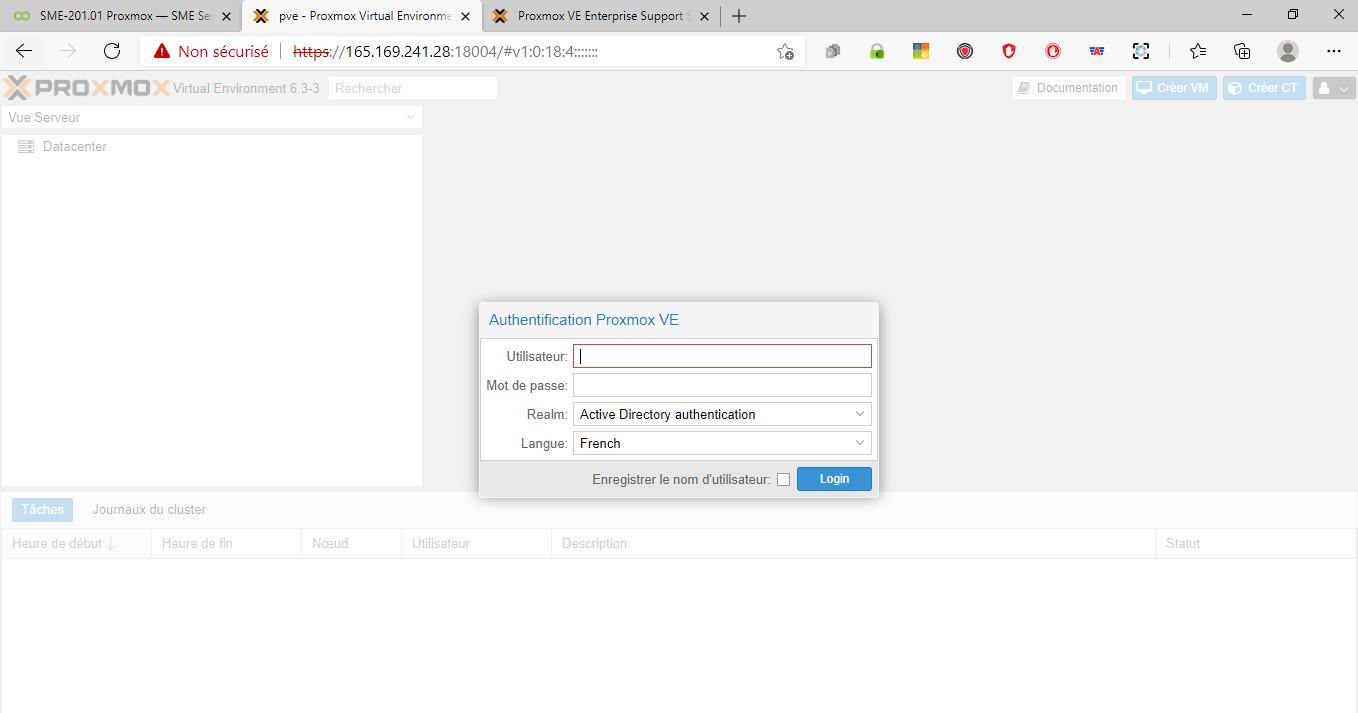 SME-201.01 Proxmox — SME Se
pve - Proxmox Virtual Environme
Proxmox VE Enterprise Support S
Non sécurisé https://165.169.241.28:18004/#v1:0:18:4:::::::
PROXMOX Virtual Environment 6.3-3 Rechercher Documentation Créer VM Créer CT
Vue Serveur
Datacenter
Authentification Proxmox VE
Utilisateur:
Mot de passe:
Realm: Active Directory authentication
Langue: French
Enregistrer le nom d'utilisateur: Login
Tâches Journaux du cluster
Heure de début Heure de fin Nœud Utilisateur Description Statut